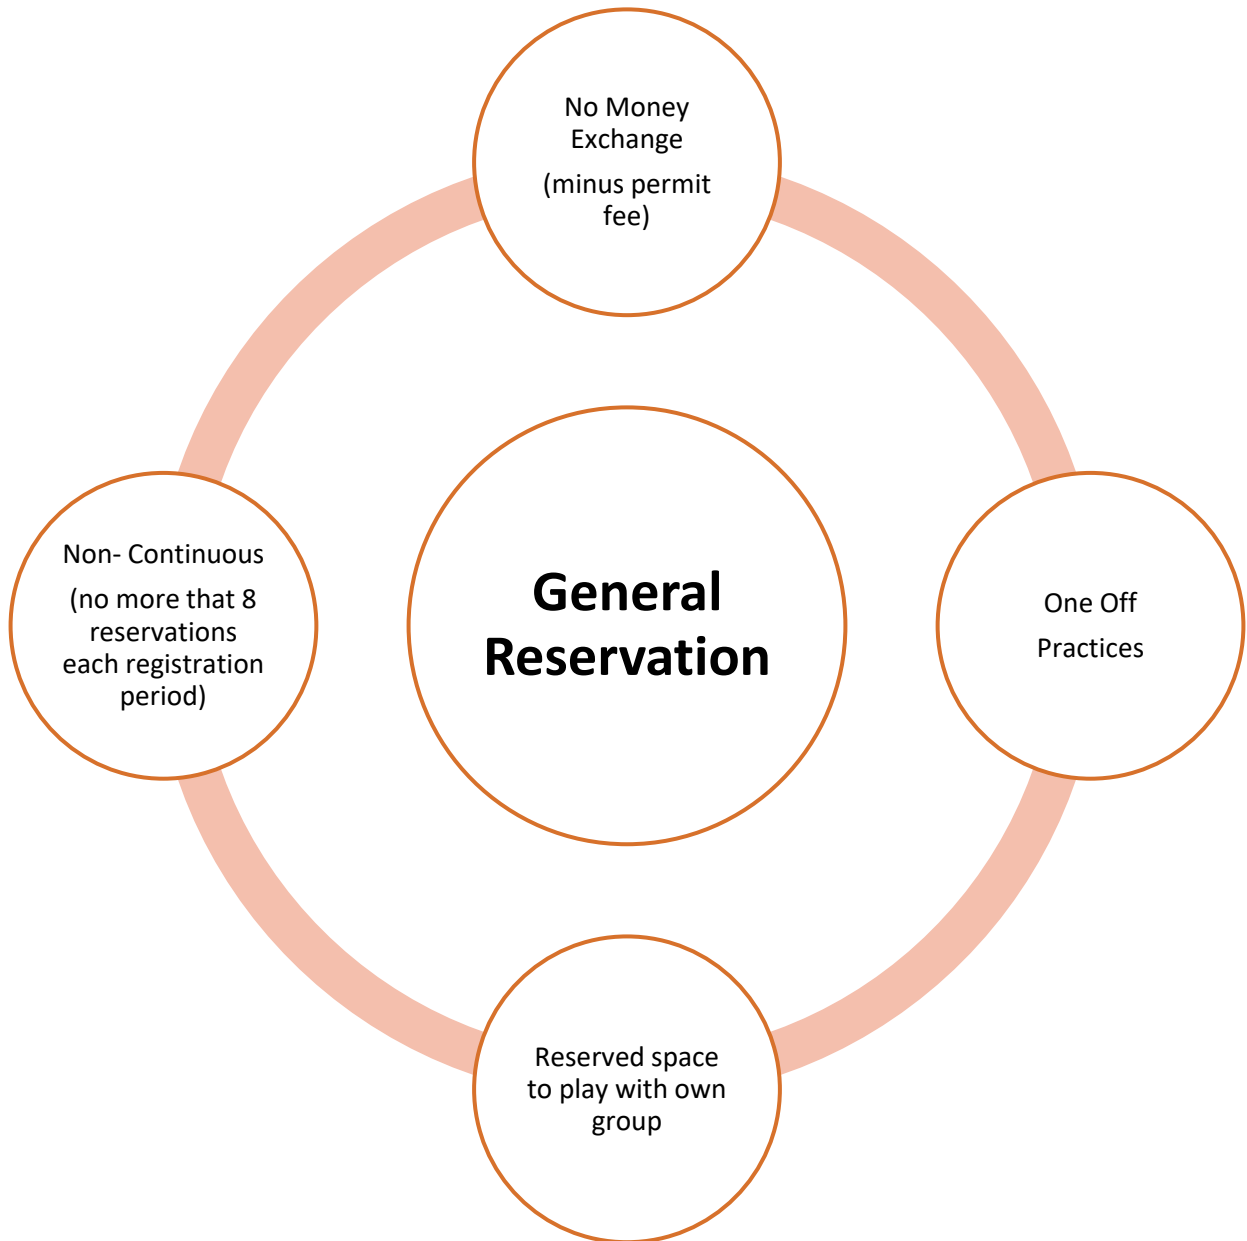 No Money
Exchange
(minus permit
fee)
Non- Continuous
(no more that 8
reservations
each registration
period)
General
Reservation
One Off
Practices
Reserved space
to play with own
group